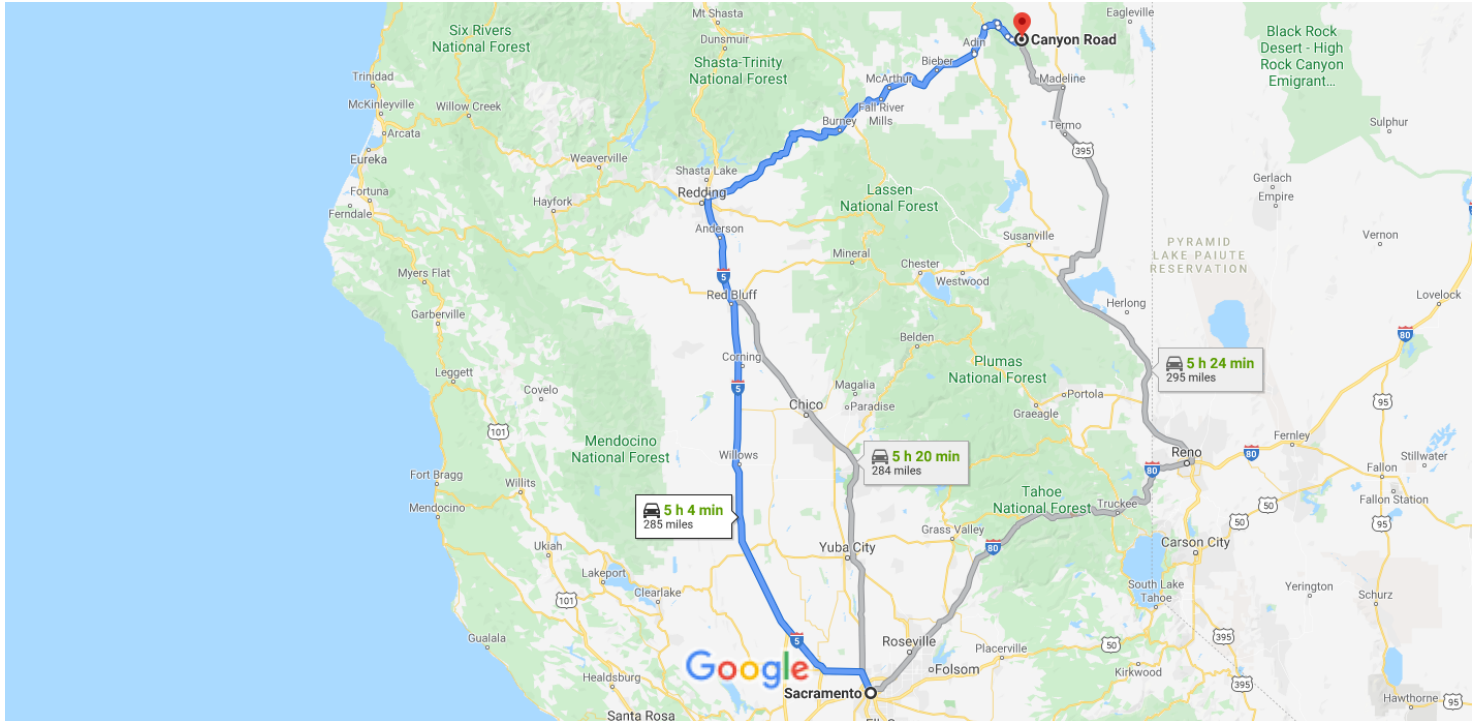 Six Rivers
National Forest
Mt Shasta
Dunsmuir
Shasta-Trinity
National Forest
Trinidad
McKinleyville
Willow Creek
Arcata
Eureka
Weaverville
Fortuna
Ferndale
Hayfork
Shasta Lake
Redding
Anderson
Burney
Fall River
Mills
McArthur
Bieber
Adin
Canyon Road
Eagleville
Black Rock
Desert - High
Rock Canyon
Emigrant...
Madeline
Termo
395
Sulphur
Lassen
National Forest
Gerlach
Empire
Susanville
PYRAMID
LAKE PAIUTE
RESERVATION
Vernon
Mineral
Chester
Westwood
Myers Flat
5
Red Bluff
Herlong
Lovelock
Garberville
Belden
80
Corning
Plumas
National Forest
5 h 24 min
295 miles
Leggett
Covelo
5
Magalia
Paradise
Chico
Portola
Graeagle
95
101
Mendocino
National Forest
Willows
5 h 20 min
284 miles
Reno
80
80
Fernley
Stillwater
Fallon
Fallon Station
Fort Bragg
Willits
Mendocino
5 h 4 min
285 miles
Tahoe
National Forest
Truckee
50
50
95
Grass Valley
Yuba City
80
Carson City
Ukiah
Lakeport
Clearlake
101
South Lake
Tahoe
Yerington
Schurz
95
Gualala
5
Roseville
Placerville
50
395
Google
Folsom
Kirkwood
Healdsburg
Sacramento
395
Hawthorne
95
Santa Rosa